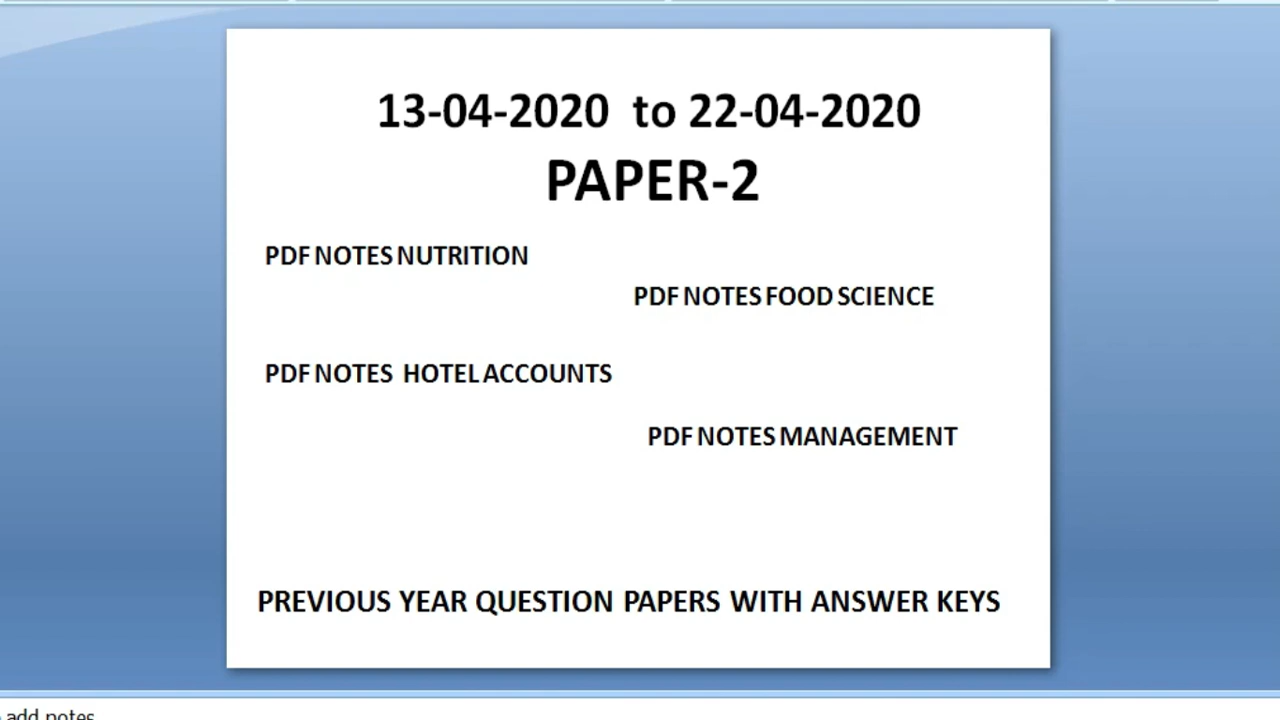 13-04-2020 to 22-04-2020
PAPER-2
PDF NOTES NUTRITION
PDF NOTES FOOD SCIENCE
PDF NOTES HOTEL ACCOUNTS
PDF NOTES MANAGEMENT
PREVIOUS YEAR QUESTION PAPERS WITH ANSWER KEYS
add notes